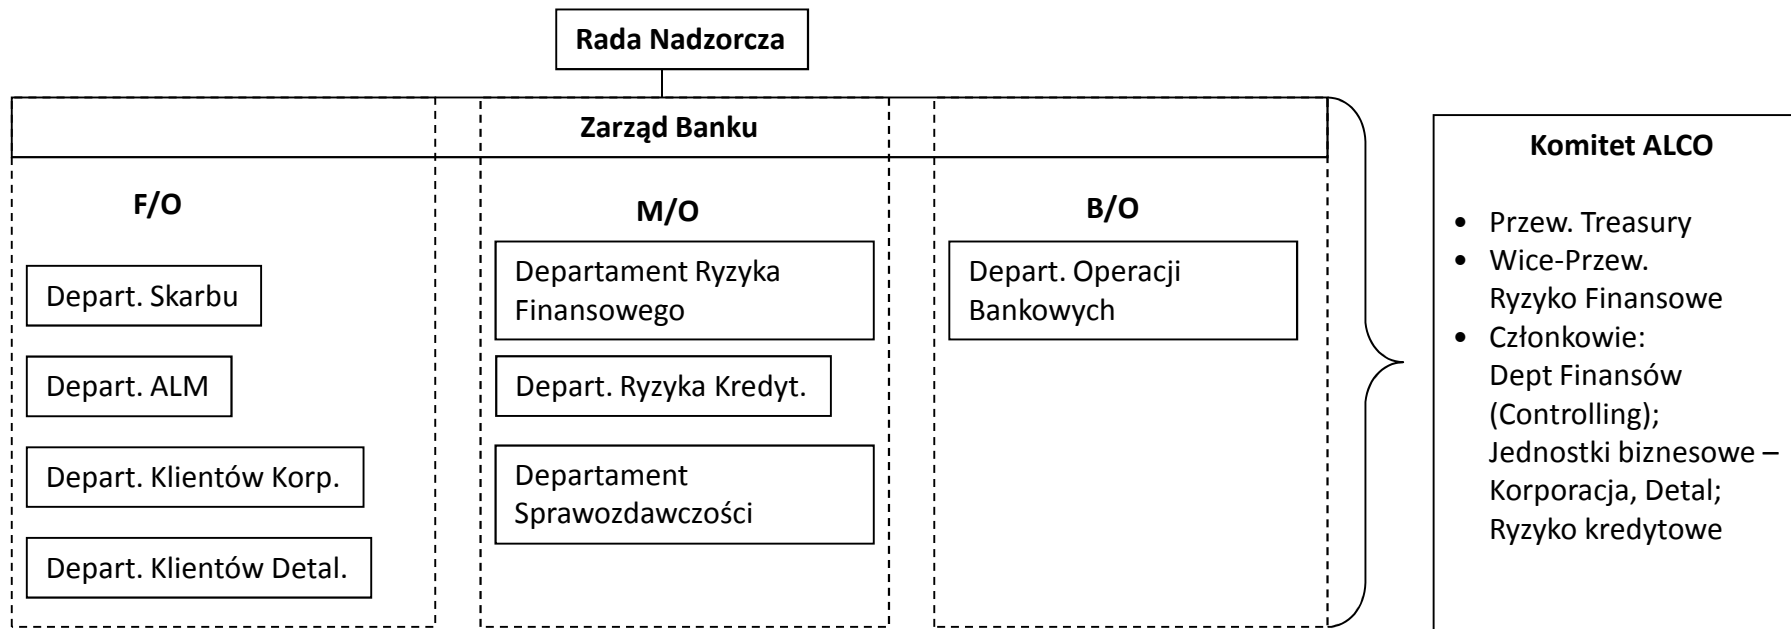 Rada Nadzorcza
Zarząd Banku
F/O
Depart. Skarbu
Depart. ALM
Depart. Klientów Korp.
Depart. Klientów Detal.
M/O
Departament Ryzyka
Finansowego
Depart. Ryzyka Kredyt.
Departament
Sprawozdawczości
B/O
Depart. Operacji
Bankowych
Komitet ALCO
• Przew. Treasury
• Wice-Przew.
Ryzyko Finansowe
• Członkowie:
Dept Finansów
(Controlling);
Jednostki biznesowe –
Korporacja, Detal;
Ryzyko kredytowe